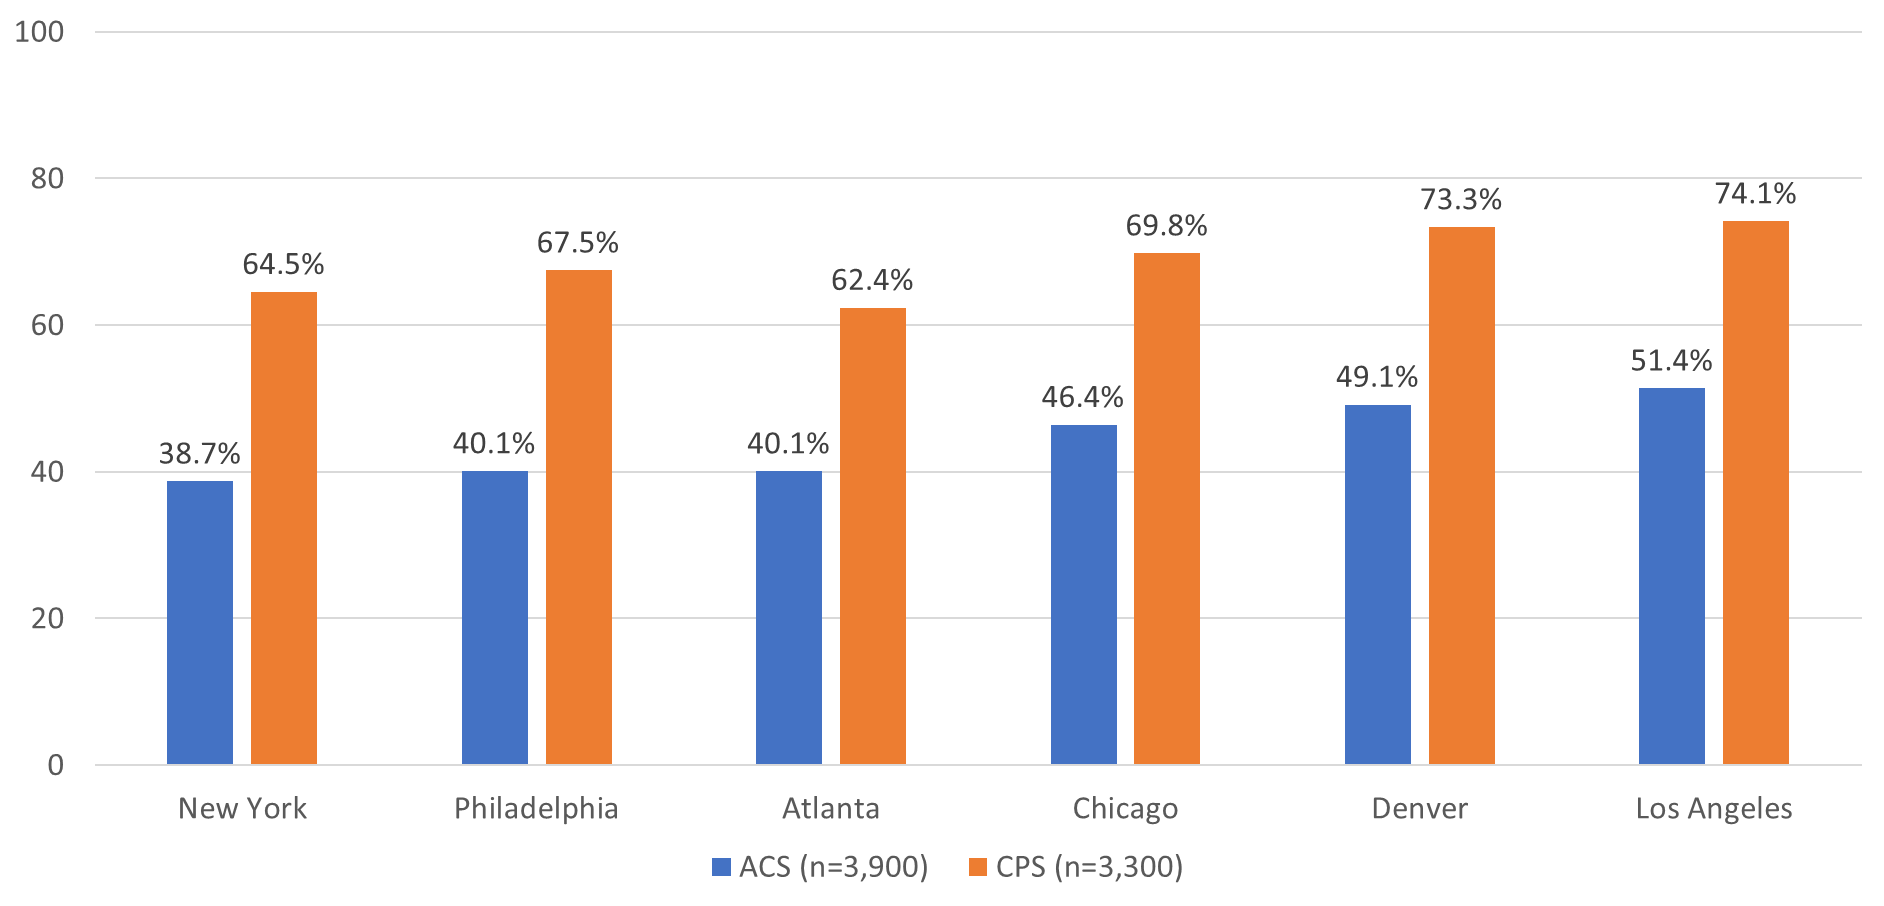 100
80
60
40
20
0
38.7%
64.5%
40.1%
67.5%
40.1%
62.4%
46.4%
69.8%
49.1%
73.3%
51.4%
74.1%
New York
Philadelphia
Atlanta
Chicago
Denver
Los Angeles
ACS (n=3,900)
CPS (n=3,300)